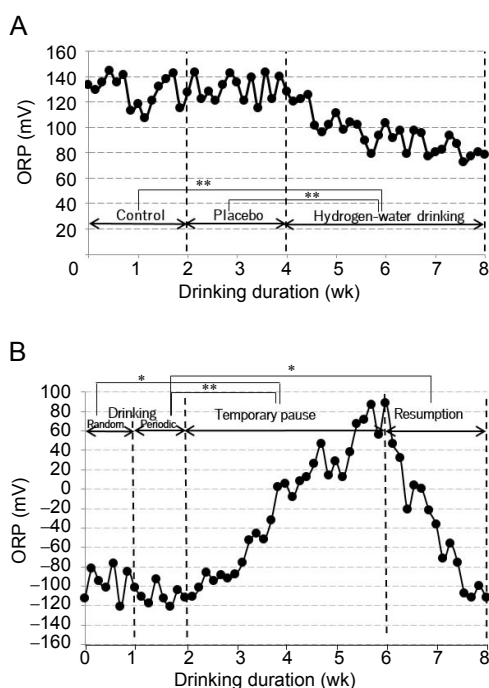 A
ORP (mV)
160
140
120
100
80
60
40
20
0
**
**
Control
Placebo
Hydrogen-water drinking
0 1 2 3 4 5 6 7 8
Drinking duration (wk)
B
ORP (mV)
100
80
60
40
20
0
−20
−40
−60
−80
−100
−120
−140
−160
*
*
**
Drinking
Random
Periodic
Temporary pause
Resumption
0 1 2 3 4 5 6 7 8
Drinking duration (wk)